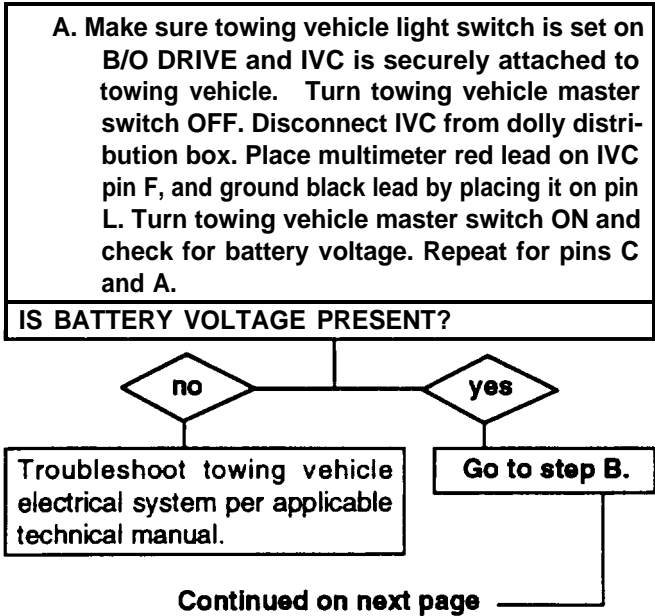 A. Make sure towing vehicle light switch is set on
B/O DRIVE and IVC is securely attached to
towing vehicle. Turn towing vehicle master
switch OFF. Disconnect IVC from dolly distri-
bution box. Place multimeter red lead on IVC
pin F, and ground black lead by placing it on pin
L. Turn towing vehicle master switch ON and
check for battery voltage. Repeat for pins C
and A.
IS BATTERY VOLTAGE PRESENT?
no
yes
Troubleshoot towing vehicle
electrical system per applicable
technical manual.
Go to step B.
Continued on next page